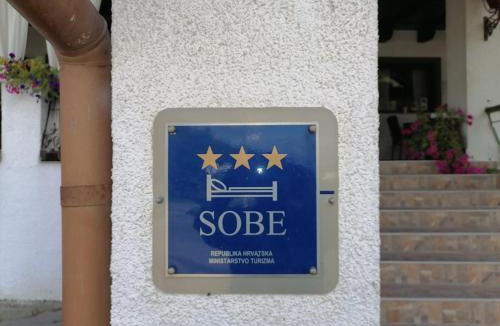 SOBE
REPUBLIKA HRVATSKA
MINISTARSTVO TURIZMA